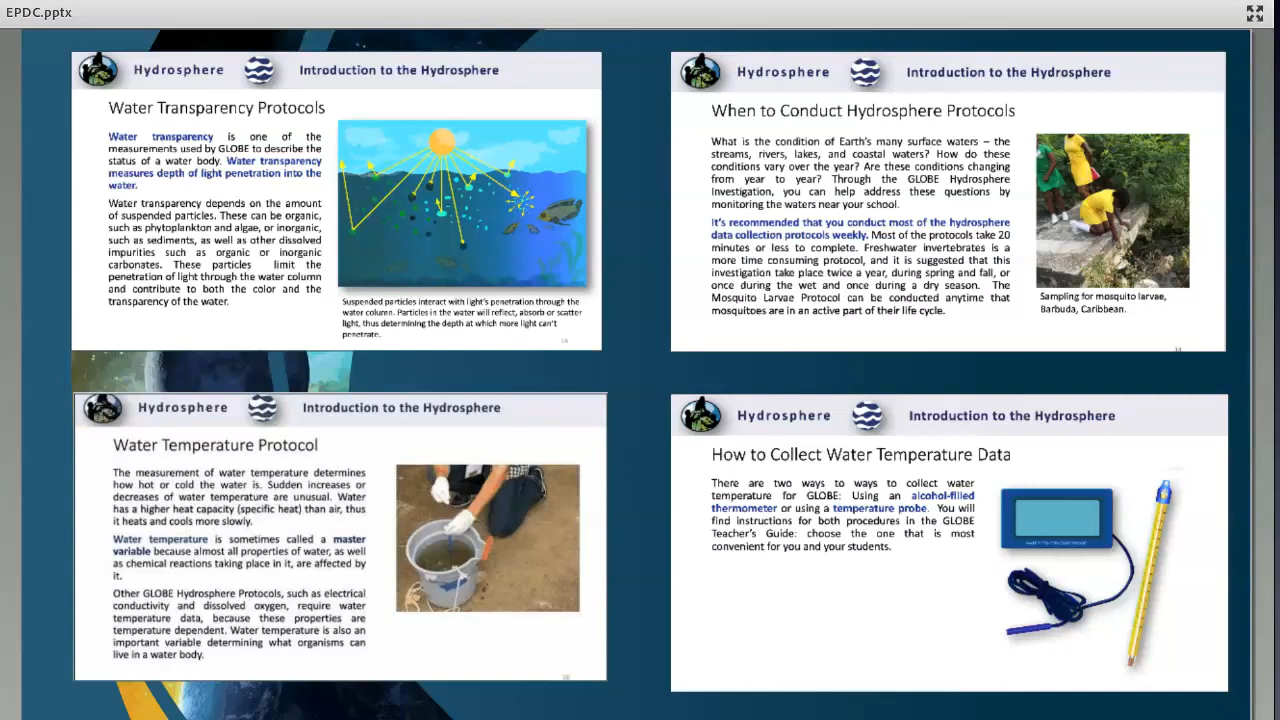 EPDC.pptx
Hydrosphere
Introduction to the Hydrosphere
Water Transparency Protocols
Water transparency is one of the
measurements used by GLOBE to describe the
status of a water body. Water transparency
measures depth of light penetration into the
water.
Water transparency depends on the amount
of suspended particles. These can be organic,
such as phytoplankton and algae, or inorganic,
such as sediments, as well as other dissolved
impurities such as organic or inorganic
carbonates. These particles limit the
penetration of light through the water column
and contribute to both the color and the
transparency of the water.
Suspended particles interact with light's penetration through the
water column. Particles in the water will reflect, absorb or scatter
light, thus determining the depth at which more light can't
penetrate.
Hydrosphere
Introduction to the Hydrosphere
When to Conduct Hydrosphere Protocols
What is the condition of Earth's many surface waters – the
streams, rivers, lakes, and coastal waters? How do these
conditions vary over the year? Are these conditions changing
from year to year? Through the GLOBE Hydrosphere
Investigation, you can help address these questions by
monitoring the waters near your school.
It's recommended that you conduct most of the hydrosphere
data collection protocols weekly. Most of the protocols take 20
minutes or less to complete. Freshwater invertebrates is a
more time consuming protocol, and it is suggested that this
investigation take place twice a year, during spring and fall, or
once during the wet and once during a dry season. The
Mosquito Larvae Protocol can be conducted anytime that
mosquitoes are in an active part of their life cycle.
Sampling for mosquito larvae,
Barbuda, Caribbean.
Hydrosphere
Introduction to the Hydrosphere
Water Temperature Protocol
The measurement of water temperature determines
how hot or cold the water is. Sudden increases or
decreases of water temperature are unusual. Water
has a higher heat capacity (specific heat) than air, thus
it heats and cools more slowly.
Water temperature is sometimes called a master
variable because almost all properties of water, as well
as chemical reactions taking place in it, are affected by
it.
Other GLOBE Hydrosphere Protocols, such as electrical
conductivity and dissolved oxygen, require water
temperature data, because these properties are
temperature dependent. Water temperature is also an
important variable determining what organisms can
live in a water body.
Hydrosphere
Introduction to the Hydrosphere
How to Collect Water Temperature Data
There are two ways to ways to collect water
temperature for GLOBE: Using an alcohol-filled
thermometer or using a temperature probe. You will
find instructions for both procedures in the GLOBE
Teacher's Guide: choose the one that is most
convenient for you and your students.